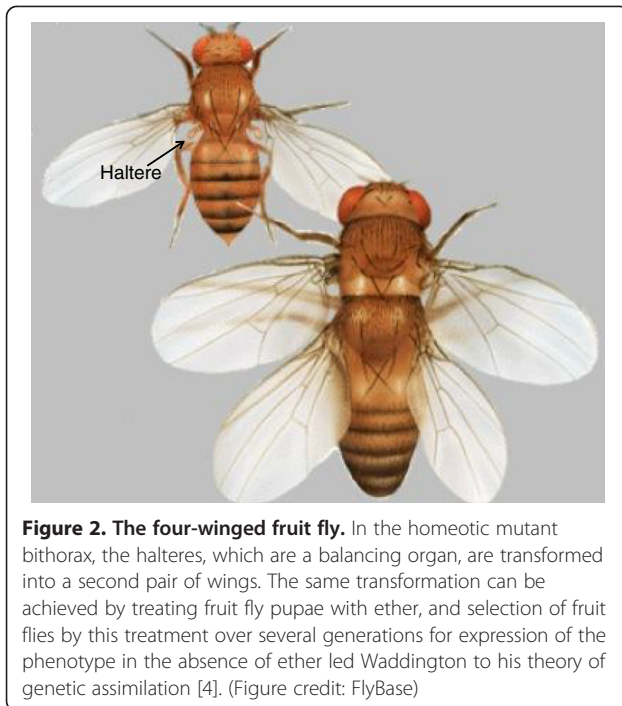 Haltere
Figure 2. The four-winged fruit fly. In the homeotic mutant
bithorax, the halteres, which are a balancing organ, are transformed
into a second pair of wings. The same transformation can be
achieved by treating fruit fly pupae with ether, and selection of fruit
flies by this treatment over several generations for expression of the
phenotype in the absence of ether led Waddington to his theory of
genetic assimilation [4]. (Figure credit: FlyBase)